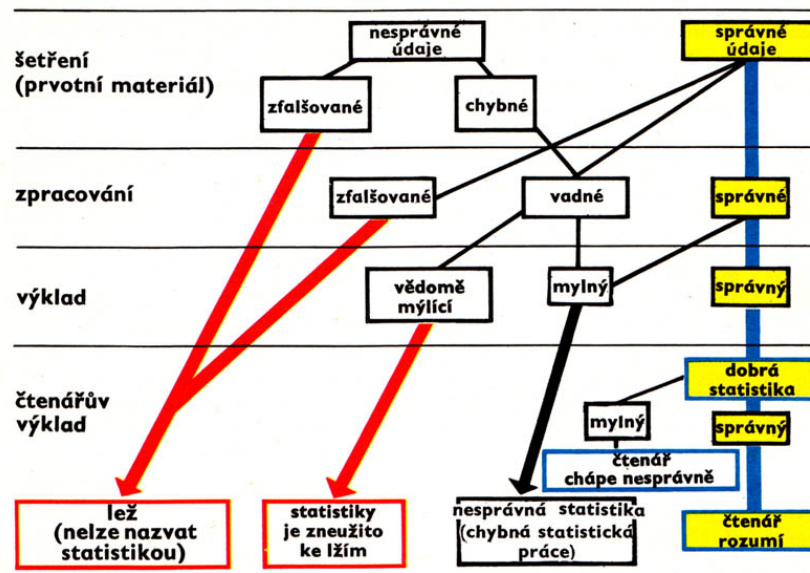 šetření
(prvotní materiál)
nesprávné
údaje
správné
údaje
zfalšované
chybné
zpracování
zfalšované
vadné
správné
výklad
vědomě
mýlící
mylný
správný
čtenářův
výklad
dobrá
statistika
mylný
správný
čtenář
chápe nesprávně
lež
(nelze nazvat
statistikou)
statistiky
je zneužito
ke lžím
nesprávná statistika
(chybná statistická
práce)
čtenář
rozumí